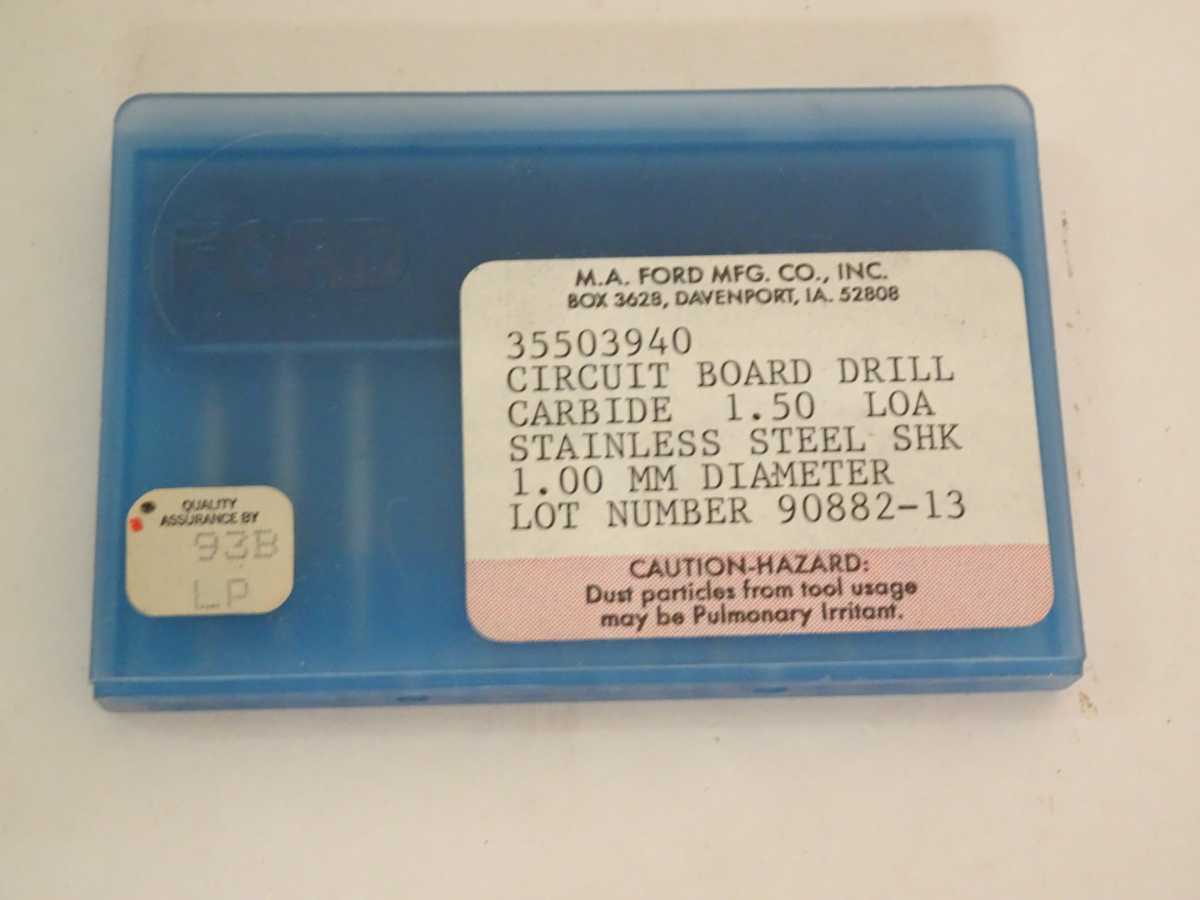 FORD
M.A. FORD MFG. CO., INC.
BOX 3628, DAVENPORT, IA. 52808
35503940
CIRCUIT BOARD DRILL
CARBIDE 1.50 LOA
STAINLESS STEEL SHK
1.00 MM DIAMETER
LOT NUMBER 90882-13
CAUTION-HAZARD:
Dust particles from tool usage
may be Pulmonary Irritant.
QUALITY
ASSURANCE BY
93B
LP